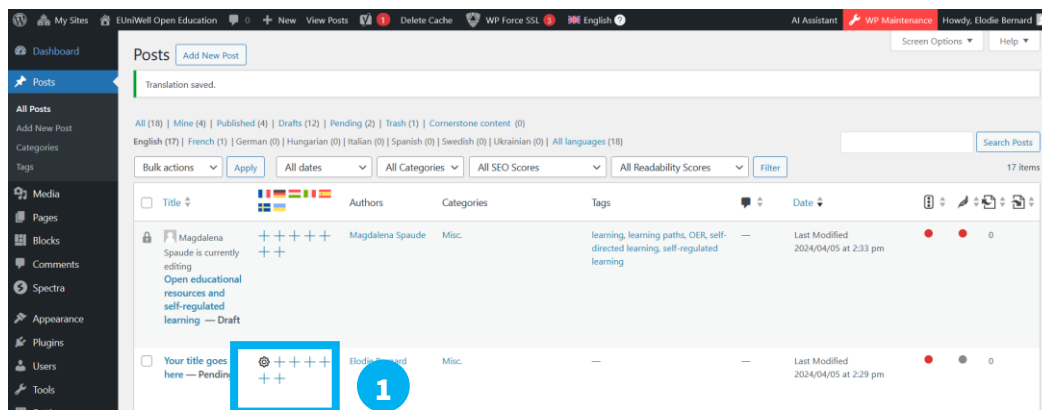 My Sites EUniWell Open Education 0 + New View Posts 1 Delete Cache WP Force SSL 3 English AI Assistant WP Maintenance Howdy, Elodie Bernard
Screen Options Help
Dashboard
Posts
All Posts
Add New Post
Categories
Tags
Media
Pages
Blocks
Comments
Spectra
Appearance
Plugins
Users
Tools
Posts Add New Post
Translation saved.
All (18) | Mine (4) | Published (4) | Drafts (12) | Pending (2) | Trash (1) | Cornerstone content (0)
English (17) | French (1) | German (0) | Hungarian (0) | Italian (0) | Spanish (0) | Swedish (0) | Ukrainian (0) | All languages (18)
Search Posts
Bulk actions Apply All dates All Categories All SEO Scores All Readability Scores Filter 17 items
Title Authors Categories Tags Date
Magdalena
Spaude is currently
editing
Open educational
resources and
self-regulated
learning — Draft
Magdalena Spaude
Misc.
learning, learning paths, OER, self-
directed learning, self-regulated
learning
—
Last Modified
2024/04/05 at 2:33 pm
0
Your title goes
here — Pending
1
Misc.
—
—
Last Modified
2024/04/05 at 2:29 pm
0